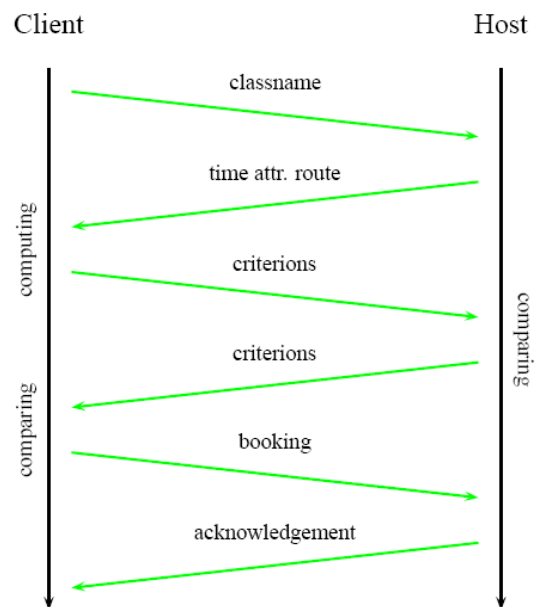 Client
Host
classname
time attr. route
computing
criterions
comparing
criterions
comparing
booking
acknowledgement